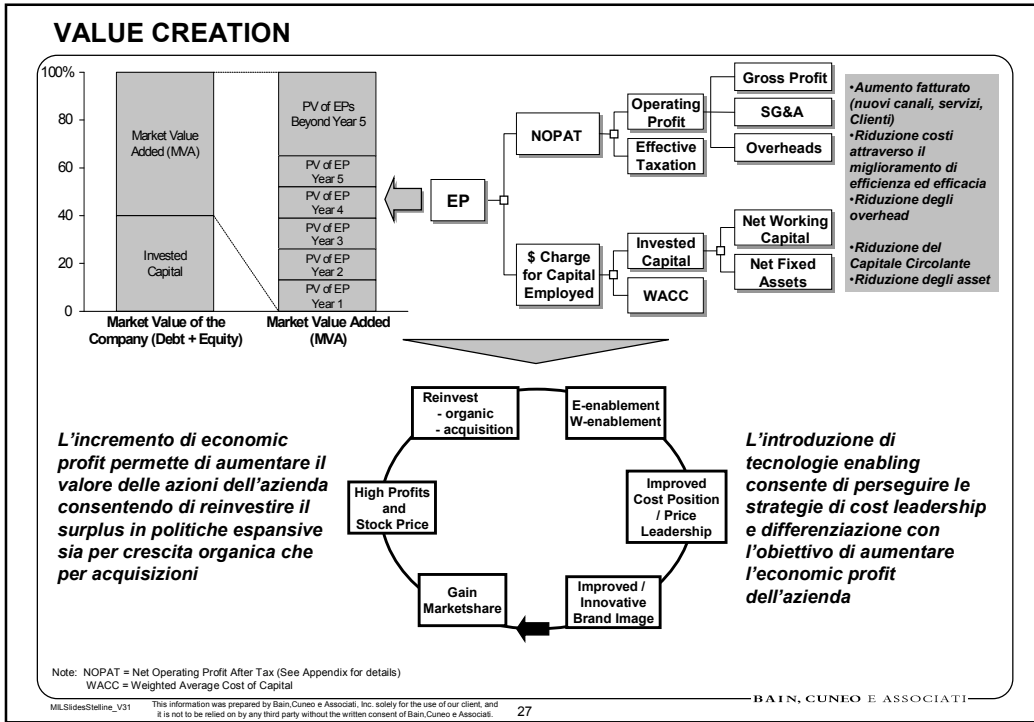 VALUE CREATION
100%
80
60
40
20
0
Market Value
Added (MVA)
Invested
Capital
Market Value of the
Company (Debt + Equity)
PV of EPs
Beyond Year 5
PV of EP
Year 5
PV of EP
Year 4
PV of EP
Year 3
PV of EP
Year 2
PV of EP
Year 1
Market Value Added
(MVA)
EP
NOPAT
$ Charge
for Capital
Employed
Operating
Profit
Effective
Taxation
Invested
Capital
WACC
Gross Profit
SG&A
Overheads
Net Working
Capital
Net Fixed
Assets
•Aumento fatturato
(nuovi canali, servizi,
Clienti)
•Riduzione costi
attraverso il
miglioramento di
efficienza ed efficacia
•Riduzione degli
overhead
•Riduzione del
Capitale Circolante
•Riduzione degli asset
L'incremento di economic
profit permette di aumentare il
valore delle azioni dell'azienda
consentendo di reinvestire il
surplus in politiche espansive
sia per crescita organica che
per acquisizioni
Reinvest
- organic
- acquisition
E-enablement
W-enablement
Improved
Cost Position
/ Price
Leadership
Improved /
Innovative
Brand Image
Gain
Marketshare
High Profits
and
Stock Price
L'introduzione di
tecnologie enabling
consente di perseguire le
strategie di cost leadership
e differenziazione con
l'obiettivo di aumentare
l'economic profit
dell'azienda
Note: NOPAT = Net Operating Profit After Tax (See Appendix for details)
WACC = Weighted Average Cost of Capital
MILSlidesStelline_V31
This information was prepared by Bain,Cuneo e Associati, Inc. solely for the use of our client, and
it is not to be relied on by any third party without the written consent of Bain,Cuneo e Associati.
27
BAIN, CUNEO E ASSOCIATI